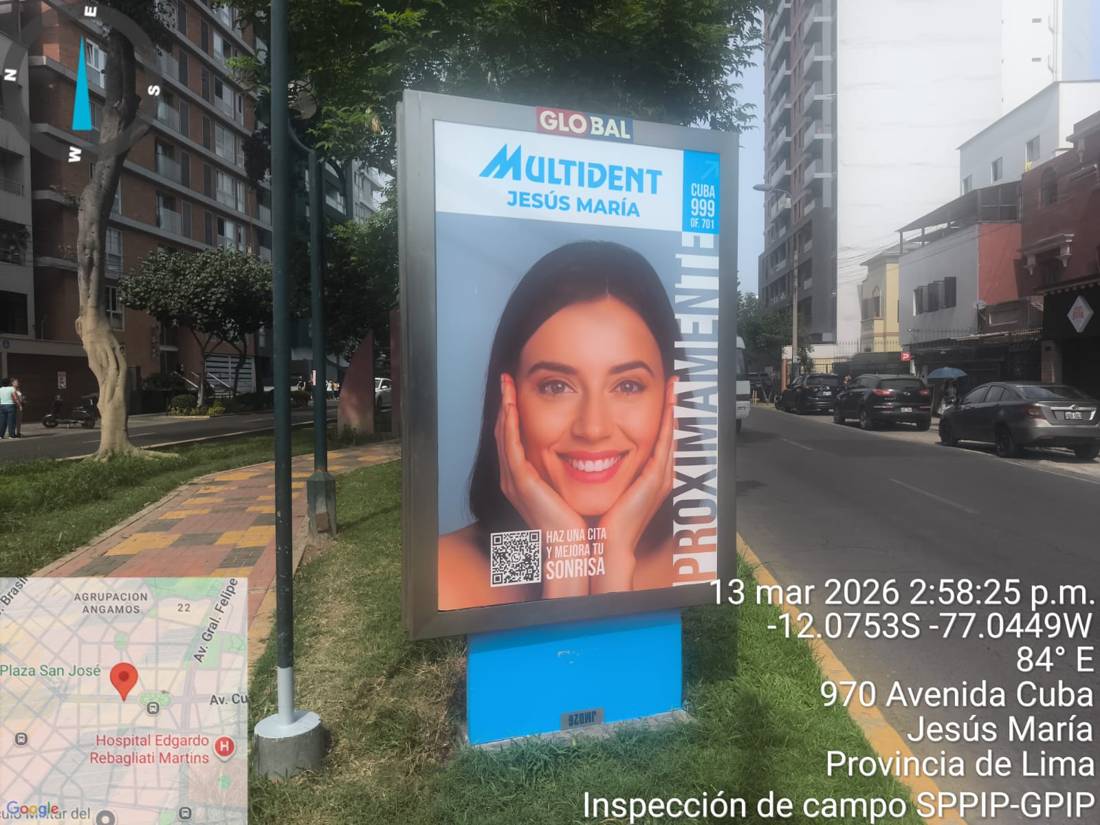 E
N
S
W
GLOBAL
MULTIDENT
JESÚS MARÍA
CUBA
999
OF. 701
PROXIMAMENTE
HAZ UNA CITA
Y MEJORA TU
SONRISA
JMD26
13 mar 2026 2:58:25 p.m.
-12.0753S -77.0449W
84° E
970 Avenida Cuba
Jesús María
Provincia de Lima
Inspección de campo SPPIP-GPIP
AGRUPACION
ANGAMOS
22
Av. Gral. Felipe
Plaza San José
Av. Cu
Hospital Edgardo
Rebagliati Martins
H
Google